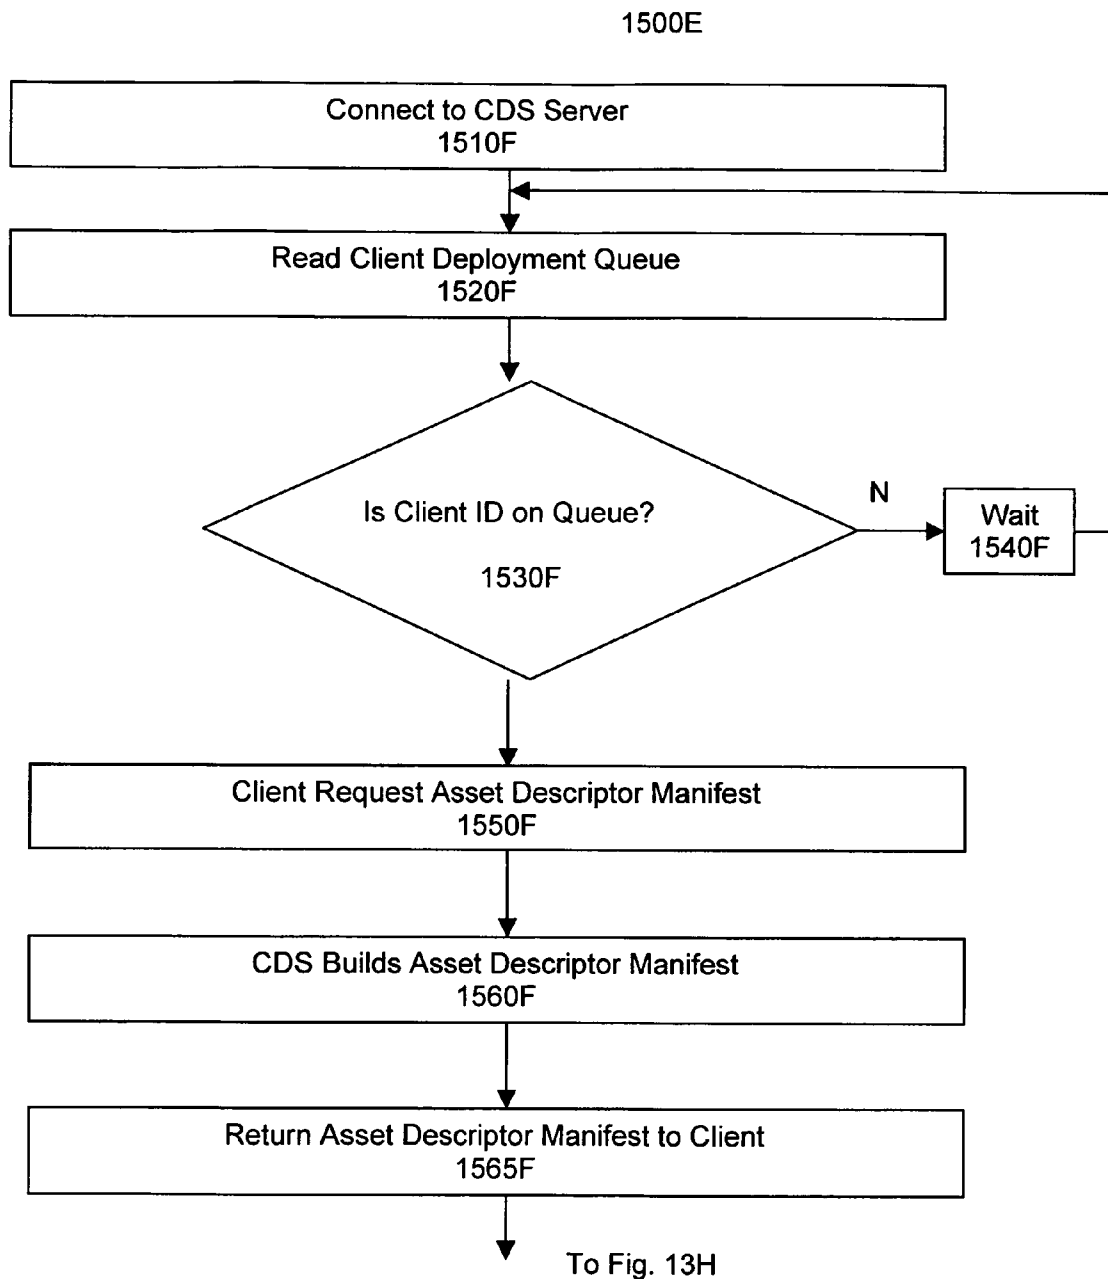 1500E
Connect to CDS Server
1510F
Read Client Deployment Queue
1520F
Is Client ID on Queue?
1530F
N
Wait
1540F
Client Request Asset Descriptor Manifest
1550F
CDS Builds Asset Descriptor Manifest
1560F
Return Asset Descriptor Manifest to Client
1565F
To Fig. 13H